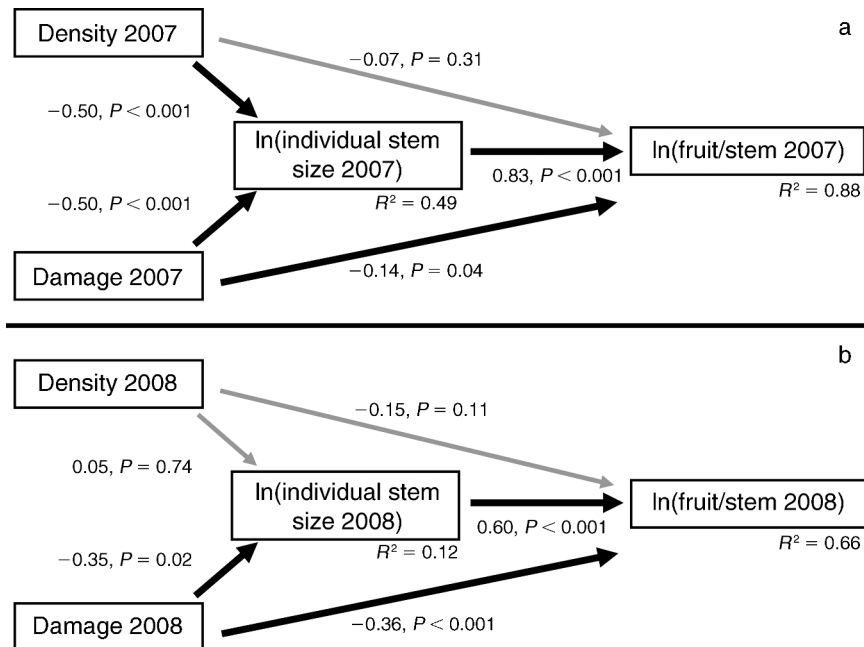 a
Density 2007
−0.07, P = 0.31
−0.50, P < 0.001
ln(individual stem
size 2007)
ln(fruit/stem 2007)
0.83, P < 0.001
R² = 0.49
R² = 0.88
−0.50, P < 0.001
Damage 2007
−0.14, P = 0.04
b
Density 2008
−0.15, P = 0.11
0.05, P = 0.74
ln(individual stem
size 2008)
ln(fruit/stem 2008)
0.60, P < 0.001
R² = 0.12
R² = 0.66
−0.35, P = 0.02
Damage 2008
−0.36, P < 0.001